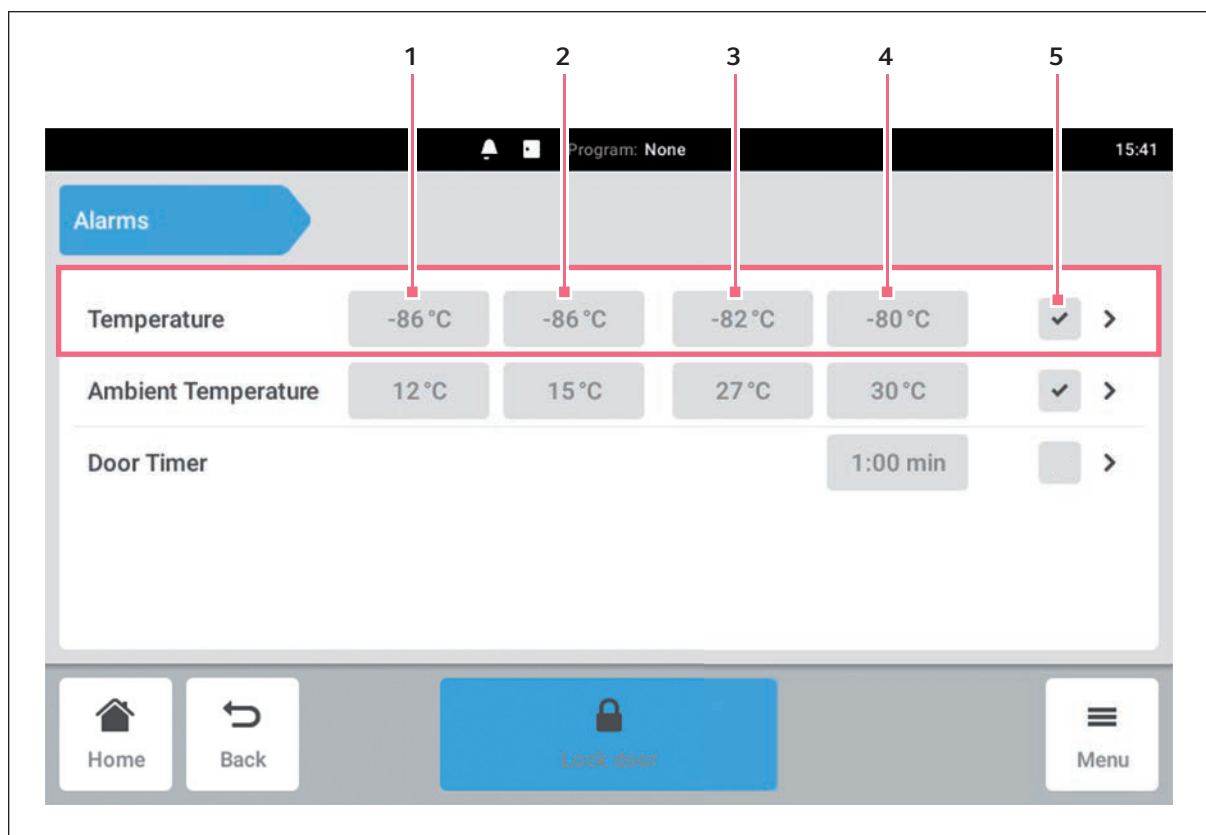 1 2 3 4 5
Program: None 15:41
Alarms
Temperature -86 °C -86 °C -82 °C -80 °C
Ambient Temperature 12 °C 15 °C 27 °C 30 °C
Door Timer 1:00 min
Home Back Lock door Menu